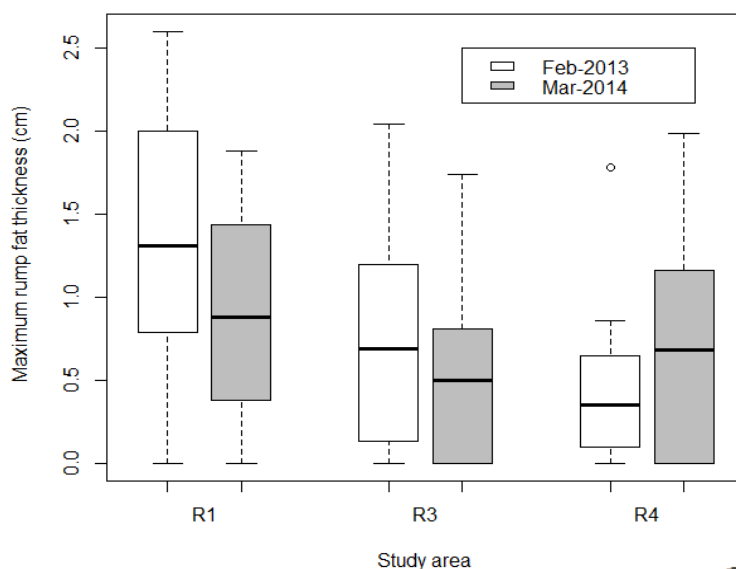 Maximum rump fat thickness (cm)
2.5
2.0
1.5
1.0
0.5
0.0
Feb-2013
Mar-2014
R1 R3 R4
Study area